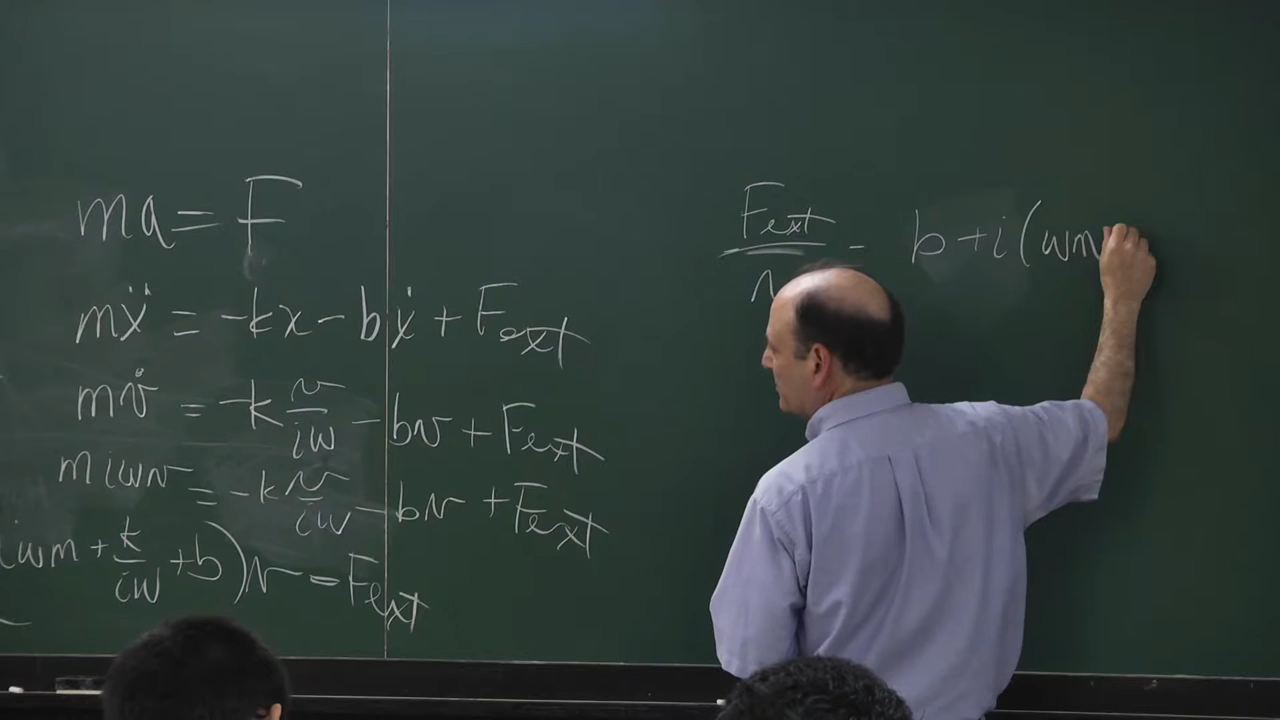 ma = F
mẍ = -kx - bẋ + Fext
mv̇ = -k v/iω - bv + Fext
miωv = -k v/iω - bv + Fext
iωm + k/iω + b)v = Fext
Fext/v = b + i(ωm